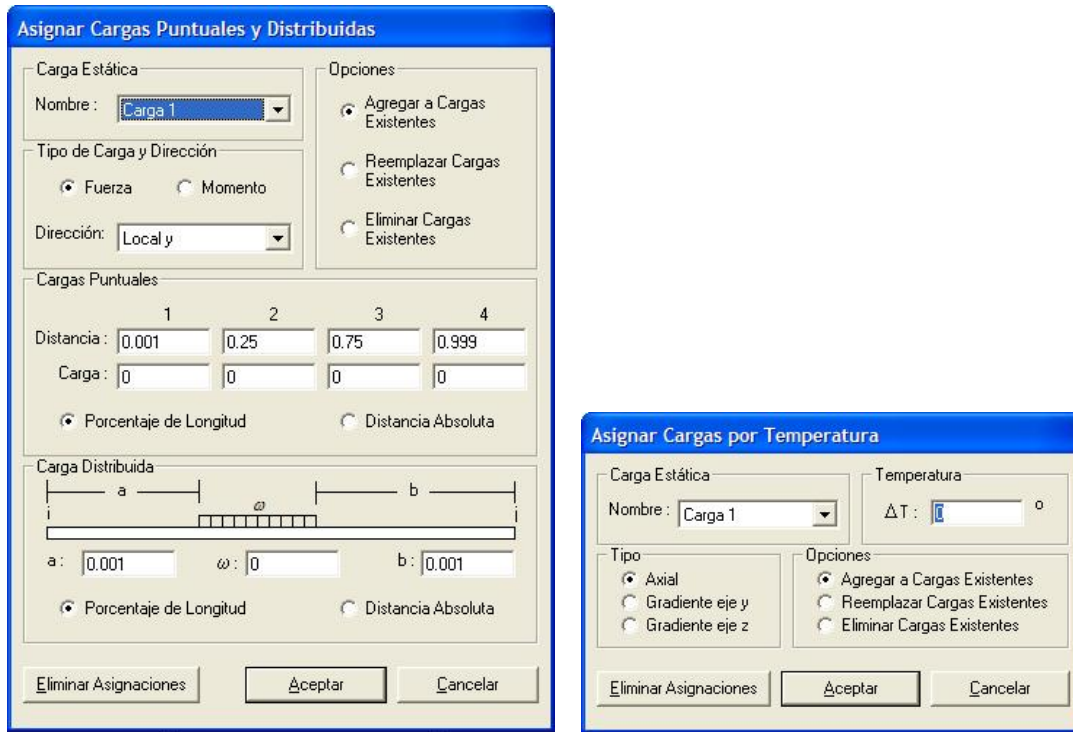 Asignar Cargas Puntuales y Distribuidas
Carga Estática
Nombre : Carga 1
Opciones
Agregar a Cargas
Existentes
Reemplazar Cargas
Existentes
Eliminar Cargas
Existentes
Tipo de Carga y Dirección
Fuerza Momento
Dirección: Local y
Cargas Puntuales
1 2 3 4
Distancia : 0.001 0.25 0.75 0.999
Carga : 0 0 0 0
Porcentaje de Longitud Distancia Absoluta
Carga Distribuida
a ω b
i j
a : 0.001 ω : 0 b : 0.001
Porcentaje de Longitud Distancia Absoluta
Eliminar Asignaciones Aceptar Cancelar
Asignar Cargas por Temperatura
Carga Estática
Nombre : Carga 1
Temperatura
ΔT : 0 º
Tipo
Axial
Gradiente eje y
Gradiente eje z
Opciones
Agregar a Cargas Existentes
Reemplazar Cargas Existentes
Eliminar Cargas Existentes
Eliminar Asignaciones Aceptar Cancelar